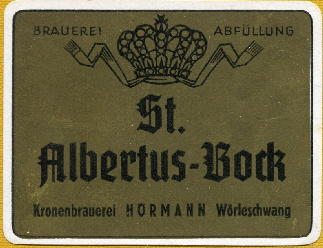 BRAUEREI ABFÜLLUNG
St.
Albertus-Bock
Kronenbrauerei HÖRMANN Wörleschwang